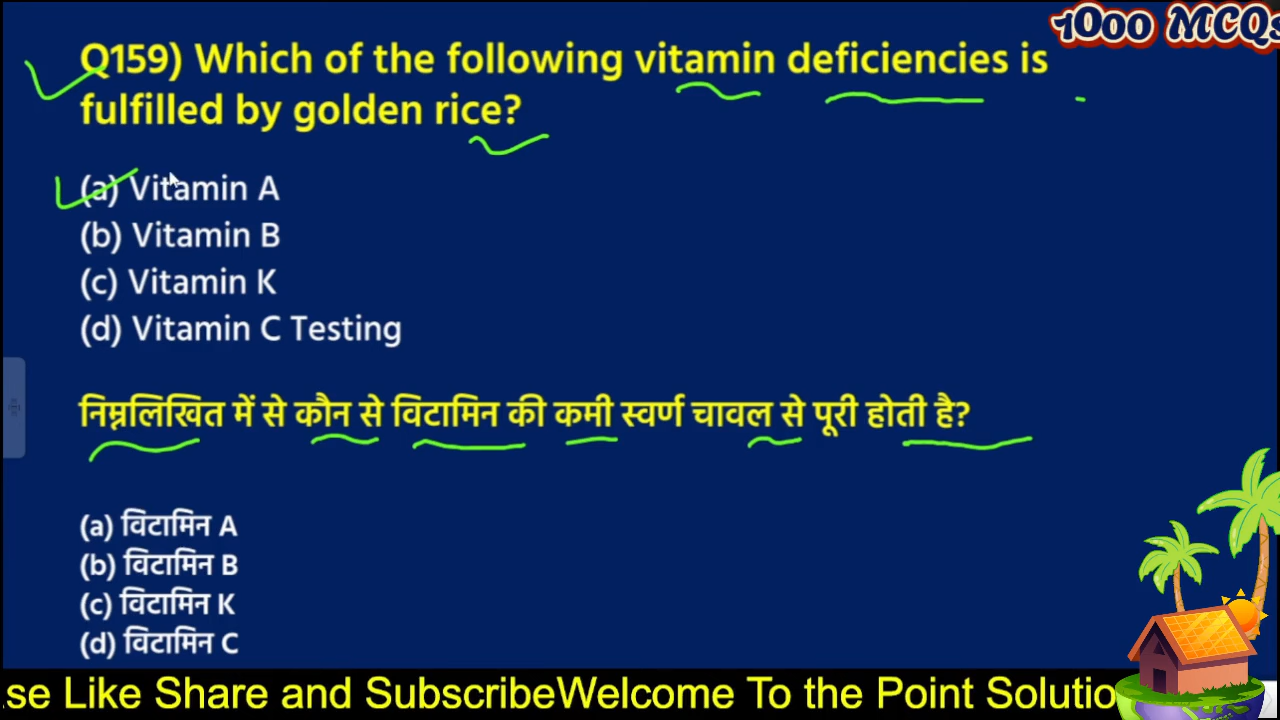 1000 MCQs
Q159) Which of the following vitamin deficiencies is
fulfilled by golden rice?
(a) Vitamin A
(b) Vitamin B
(c) Vitamin K
(d) Vitamin C Testing
निम्नलिखित में से कौन से विटामिन की कमी स्वर्ण चावल से पूरी होती है?
(a) विटामिन A
(b) विटामिन B
(c) विटामिन K
(d) विटामिन C
se Like Share and SubscribeWelcome To the Point Solutio